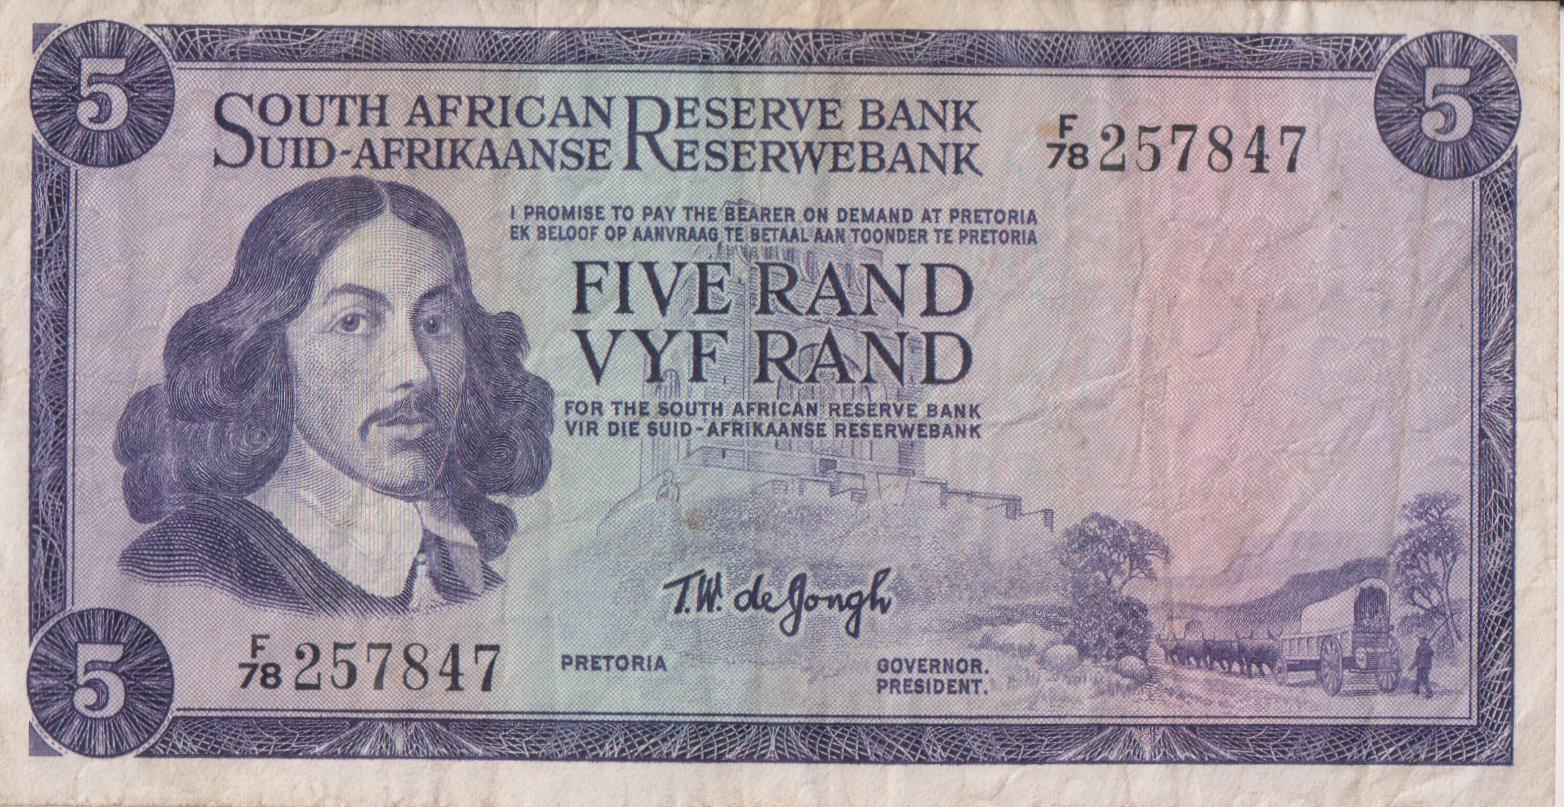 5
5
SOUTH AFRICAN RESERVE BANK
SUID-AFRIKAANSE RESERWEBANK
F/78 257847
I PROMISE TO PAY THE BEARER ON DEMAND AT PRETORIA
EK BELOOF OP AANVRAAG TE BETAAL AAN TOONDER TE PRETORIA
FIVE RAND
VYF RAND
FOR THE SOUTH AFRICAN RESERVE BANK
VIR DIE SUID-AFRIKAANSE RESERWEBANK
T.W. de Jongh
F/78 257847
PRETORIA
GOVERNOR.
PRESIDENT.
5